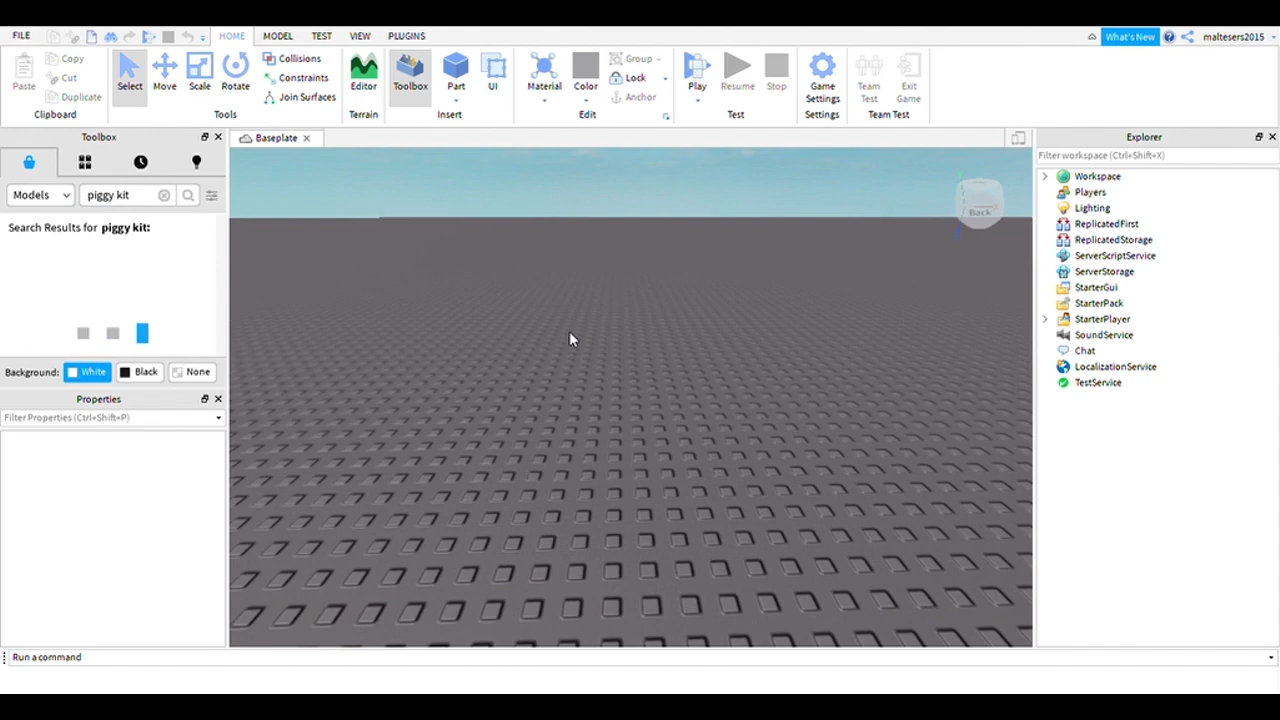 FILE HOME MODEL TEST VIEW PLUGINS What's New maltesers2015
Paste Copy Cut Duplicate Select Move Scale Rotate Collisions Constraints Join Surfaces Editor Toolbox Part UI Material Color Group Lock Anchor Play Resume Stop Game Settings Team Test Exit Game
Clipboard Tools Terrain Insert Edit Test Settings Team Test
Toolbox Baseplate Explorer
Filter workspace (Ctrl+Shift+X)
Models piggy kit
Search Results for piggy kit:
Background: White Black None
Properties
Filter Properties (Ctrl+Shift+P)
Back
Workspace
Players
Lighting
ReplicatedFirst
ReplicatedStorage
ServerScriptService
ServerStorage
StarterGui
StarterPack
StarterPlayer
SoundService
Chat
LocalizationService
TestService
Run a command